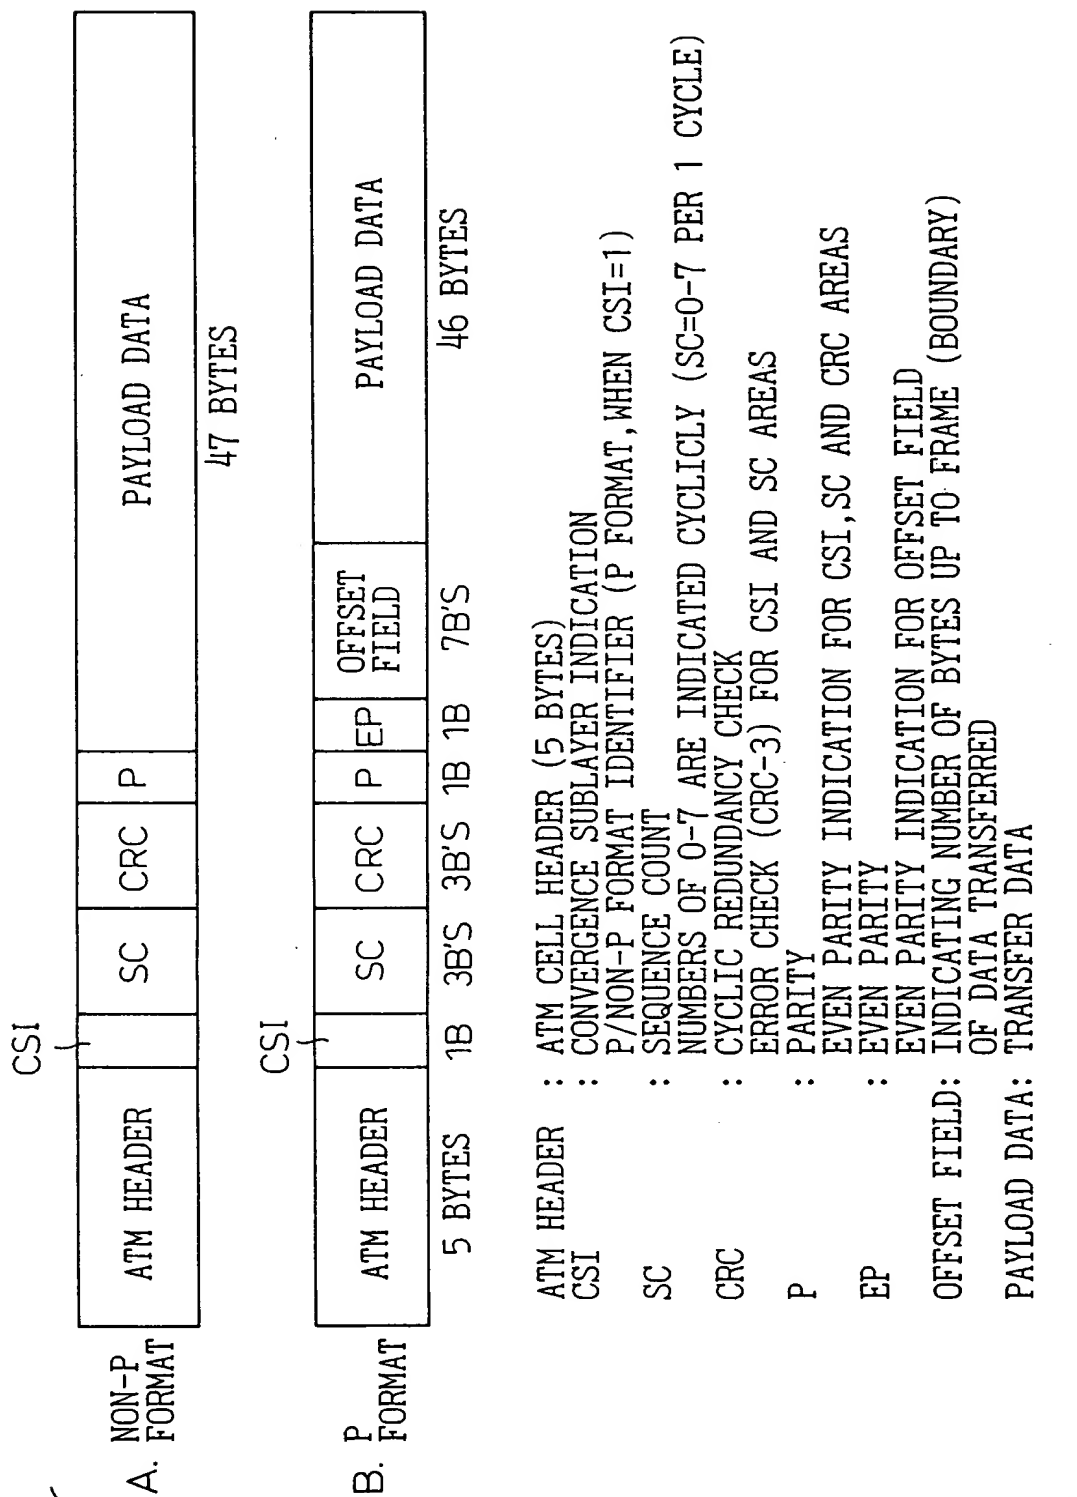 A. NON-P
FORMAT
CSI
ATM HEADER
SC
CRC
P
PAYLOAD DATA
47 BYTES
B. P
FORMAT
CSI
ATM HEADER
SC
CRC
P
EP
OFFSET
FIELD
PAYLOAD DATA
5 BYTES
1B
3B'S
3B'S
1B
1B
7B'S
46 BYTES
ATM HEADER : ATM CELL HEADER (5 BYTES)
CSI : CONVERGENCE SUBLAYER INDICATION
P/NON-P FORMAT IDENTIFIER (P FORMAT,WHEN CSI=1)
SC : SEQUENCE COUNT
NUMBERS OF 0-7 ARE INDICATED CYCLICLY (SC=0-7 PER 1 CYCLE)
CRC : CYCLIC REDUNDANCY CHECK
ERROR CHECK (CRC-3) FOR CSI AND SC AREAS
P : PARITY
EVEN PARITY INDICATION FOR CSI,SC AND CRC AREAS
EP : EVEN PARITY
EVEN PARITY INDICATION FOR OFFSET FIELD
OFFSET FIELD: INDICATING NUMBER OF BYTES UP TO FRAME (BOUNDARY)
OF DATA TRANSFERRED
PAYLOAD DATA: TRANSFER DATA